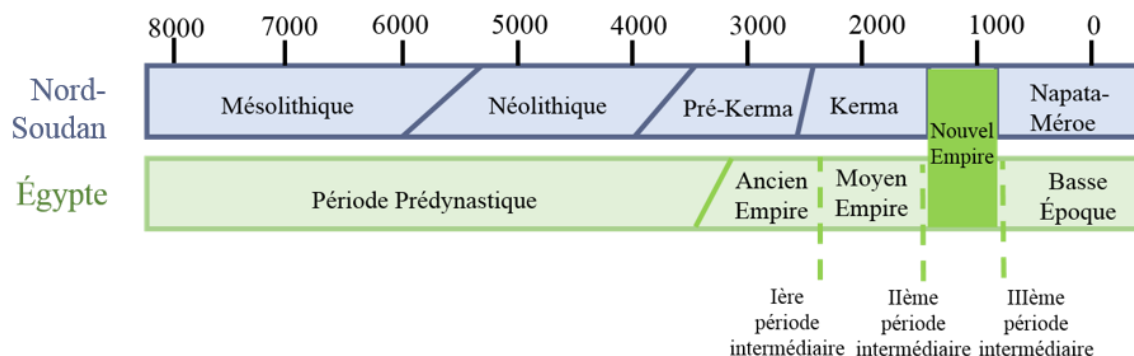 8000 7000 6000 5000 4000 3000 2000 1000 0
Nord-
Soudan
Mésolithique
Néolithique
Pré-Kerma
Kerma
Nouvel
Empire
Napata-
Méroe
Égypte
Période Prédynastique
Ancien
Empire
Moyen
Empire
Basse
Époque
Ière
période
intermédiaire
IIème
période
intermédiaire
IIIème
période
intermédiaire